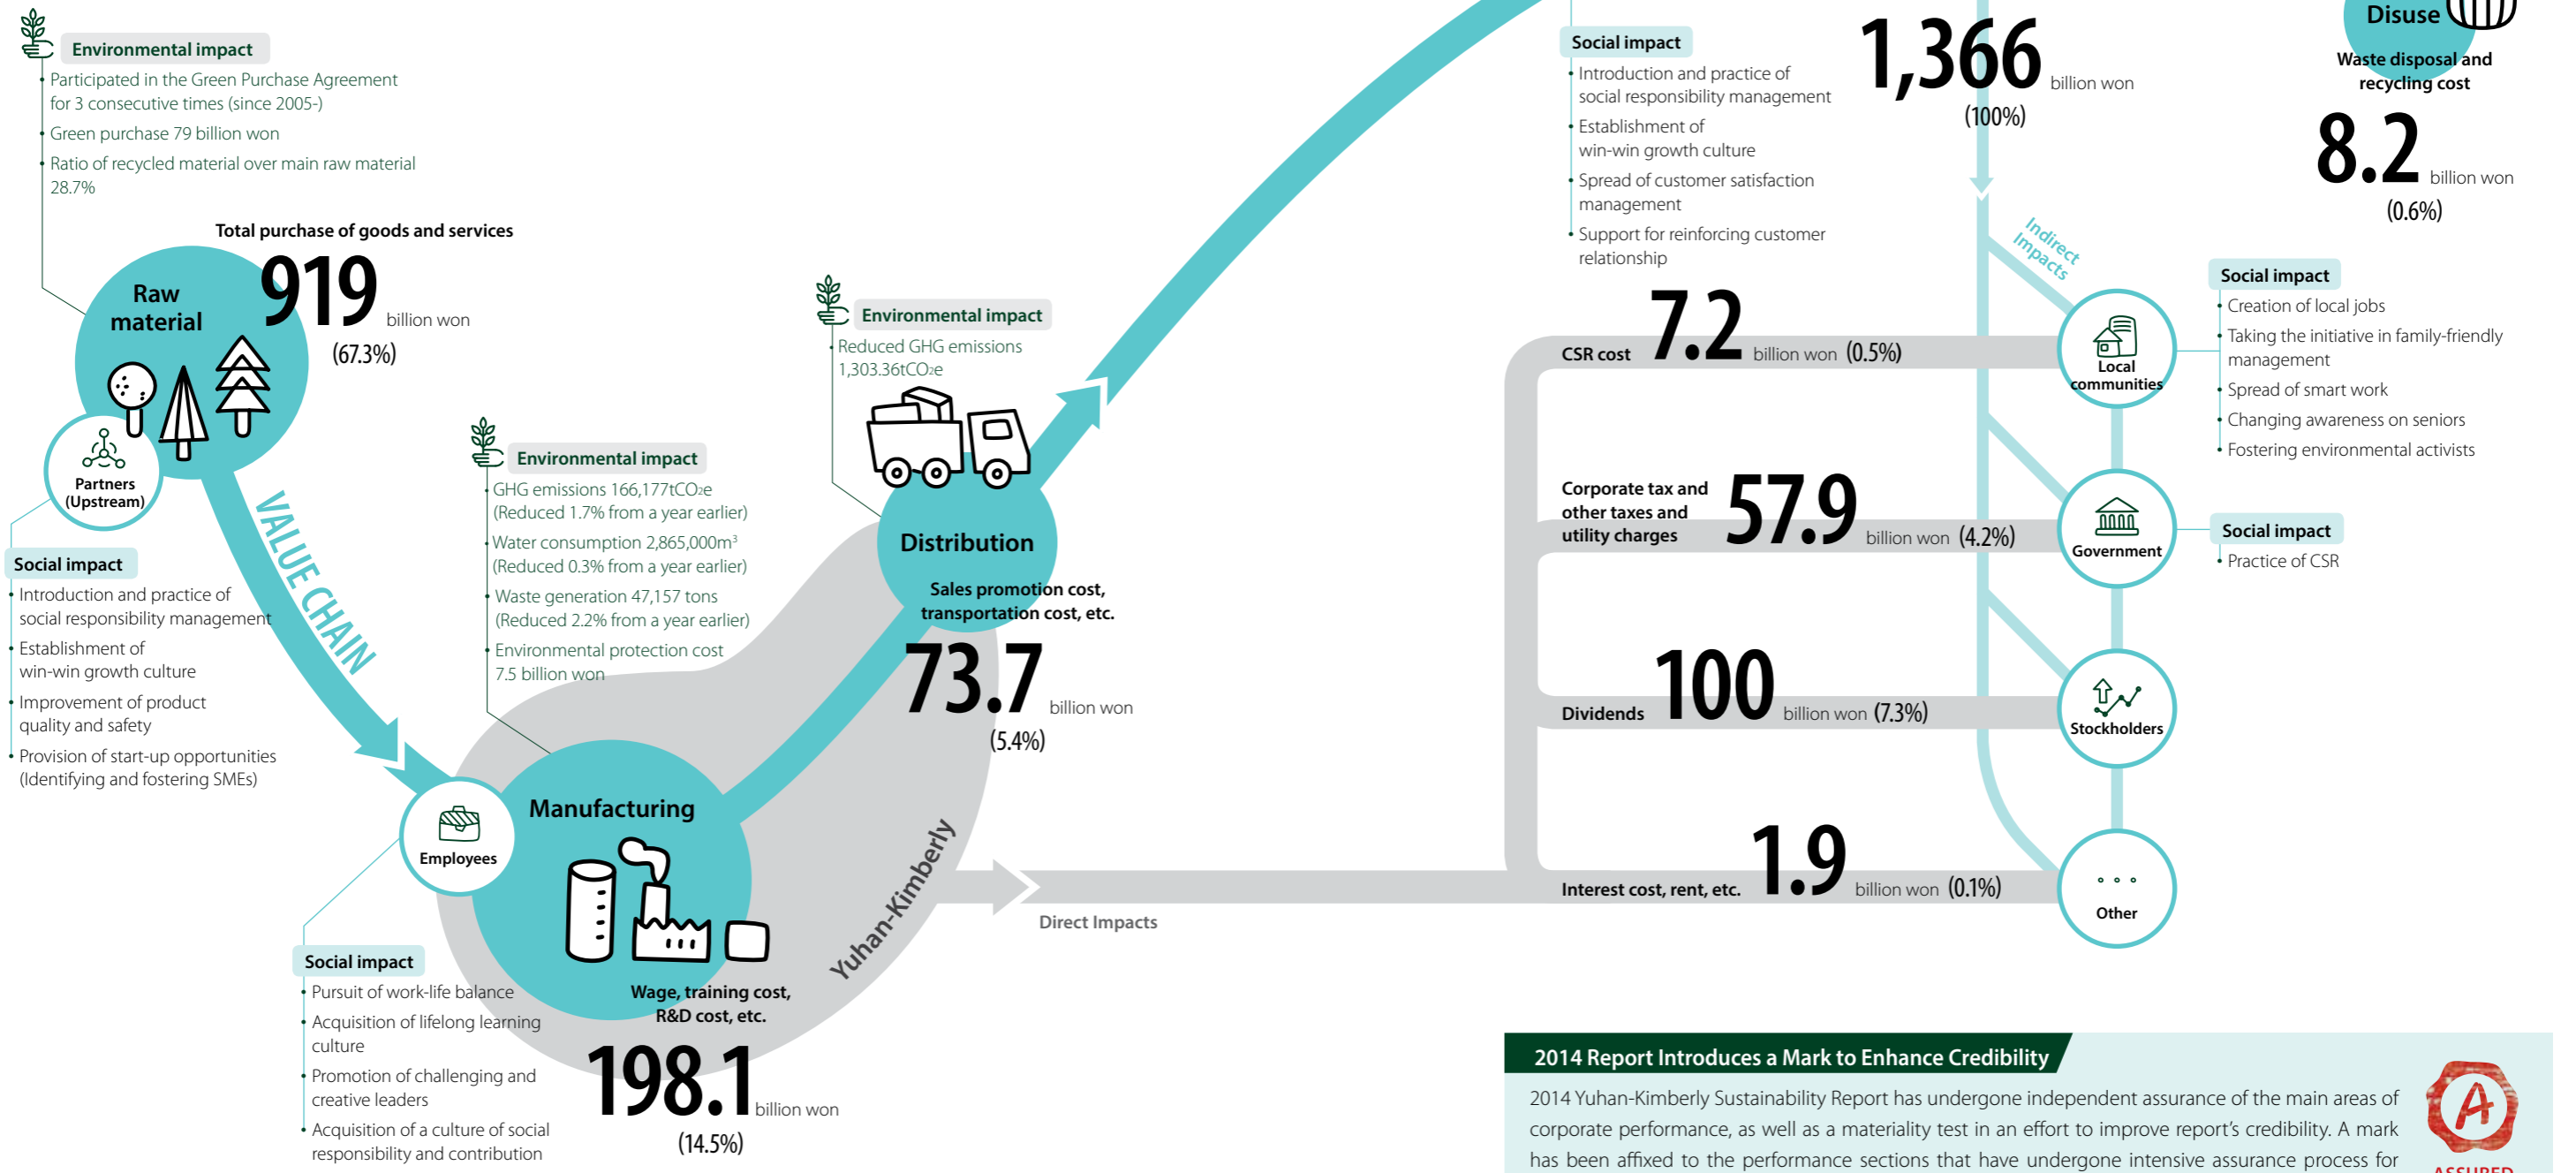 Environmental impact
• Participated in the Green Purchase Agreement
for 3 consecutive times (since 2005-)
• Green purchase 79 billion won
• Ratio of recycled material over main raw material
28.7%
Total purchase of goods and services
919 billion won
(67.3%)
Raw
material
Partners
(Upstream)
Social impact
• Introduction and practice of
social responsibility management
• Establishment of
win-win growth culture
• Improvement of product
quality and safety
• Provision of start-up opportunities
(Identifying and fostering SMEs)
VALUE CHAIN
Environmental impact
• GHG emissions 166,177tCO2e
(Reduced 1.7% from a year earlier)
• Water consumption 2,865,000m³
(Reduced 0.3% from a year earlier)
• Waste generation 47,157 tons
(Reduced 2.2% from a year earlier)
• Environmental protection cost
7.5 billion won
Employees
Manufacturing
Wage, training cost,
R&D cost, etc.
198.1 billion won
(14.5%)
Social impact
• Pursuit of work-life balance
• Acquisition of lifelong learning
culture
• Promotion of challenging and
creative leaders
• Acquisition of a culture of social
responsibility and contribution
Environmental impact
• Reduced GHG emissions
1,303.36tCO2e
Distribution
Sales promotion cost,
transportation cost, etc.
73.7 billion won
(5.4%)
Yuhan-Kimberly
Direct Impacts
Social impact
• Introduction and practice of
social responsibility management
• Establishment of
win-win growth culture
• Spread of customer satisfaction
management
• Support for reinforcing customer
relationship
1,366 billion won
(100%)
Disuse
Waste disposal and
recycling cost
8.2 billion won
(0.6%)
Indirect
Impacts
CSR cost 7.2 billion won (0.5%)
Local
communities
Social impact
• Creation of local jobs
• Taking the initiative in family-friendly
management
• Spread of smart work
• Changing awareness on seniors
• Fostering environmental activists
Corporate tax and
other taxes and
utility charges 57.9 billion won (4.2%)
Government
Social impact
• Practice of CSR
Dividends 100 billion won (7.3%)
Stockholders
Interest cost, rent, etc. 1.9 billion won (0.1%)
Other
2014 Report Introduces a Mark to Enhance Credibility
2014 Yuhan-Kimberly Sustainability Report has undergone independent assurance of the main areas of
corporate performance, as well as a materiality test in an effort to improve report's credibility. A mark
has been affixed to the performance sections that have undergone intensive assurance process for
A
ASSURED